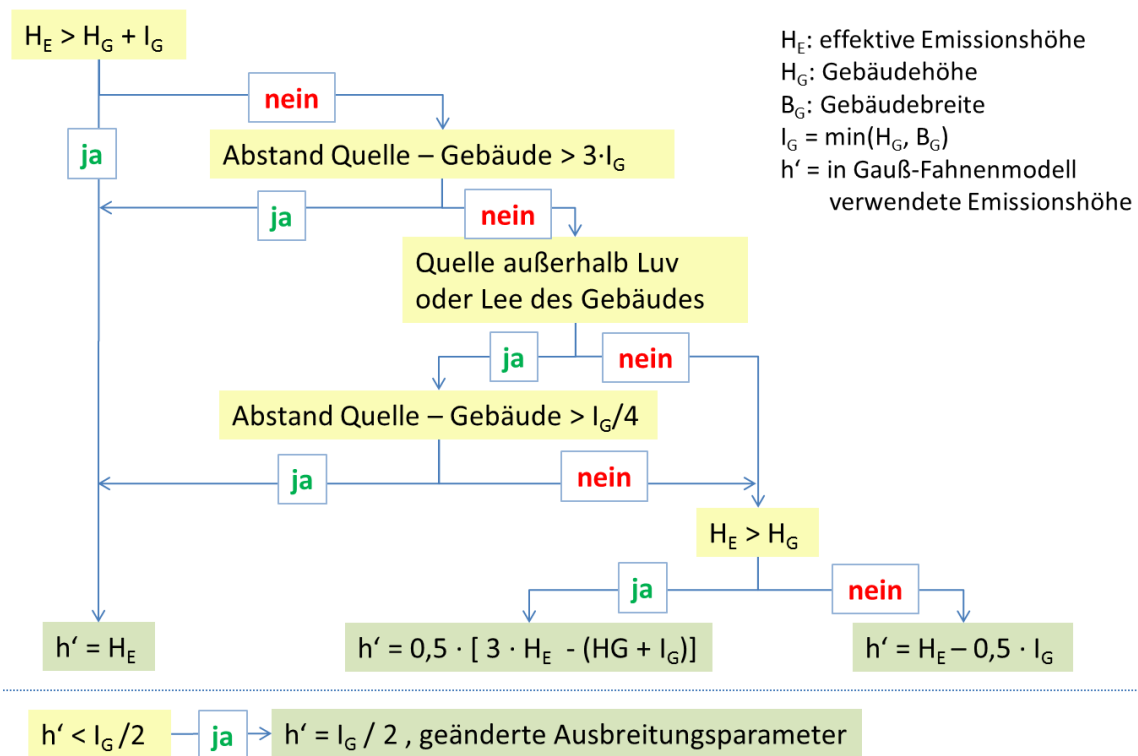 H_E > H_G + I_G
H_E: effektive Emissionshöhe
H_G: Gebäudehöhe
B_G: Gebäudebreite
I_G = min(H_G, B_G)
h‘ = in Gauß-Fahnenmodell
verwendete Emissionshöhe
nein
ja
Abstand Quelle – Gebäude > 3·I_G
ja
nein
Quelle außerhalb Luv
oder Lee des Gebäudes
ja
nein
Abstand Quelle – Gebäude > I_G/4
ja
nein
H_E > H_G
ja
nein
h‘ = H_E
h‘ = 0,5 · [ 3 · H_E - (HG + I_G)]
h‘ = H_E – 0,5 · I_G
h‘ < I_G /2
ja
h‘ = I_G / 2 , geänderte Ausbreitungsparameter